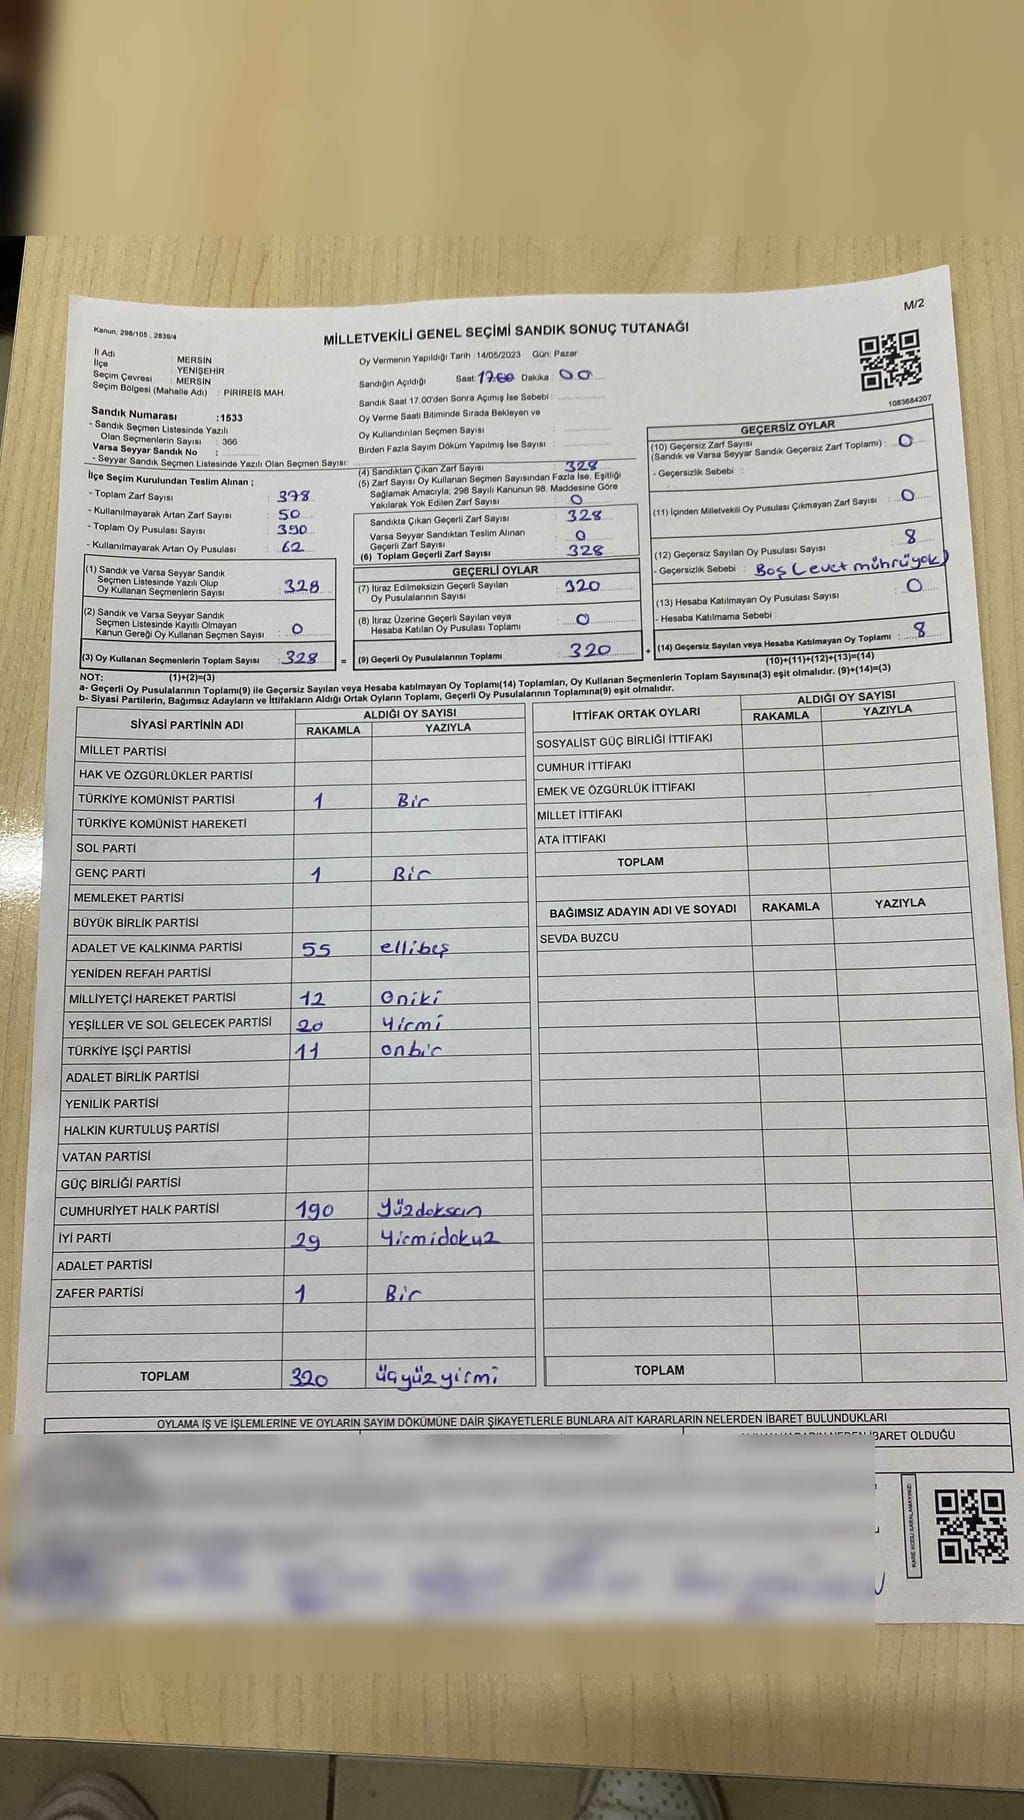 M/2
Kanun; 298/105 , 2839/4
MİLLETVEKİLİ GENEL SEÇİMİ SANDIK SONUÇ TUTANAĞI
İl Adı : MERSİN
İlçe : YENİŞEHİR
Seçim Çevresi : MERSİN
Seçim Bölgesi (Mahalle Adı) : PİRİREİS MAH.
Sandık Numarası :1533
- Sandık Seçmen Listesinde Yazılı
Olan Seçmenlerin Sayısı : 366
Varsa Seyyar Sandık No :
- Seyyar Sandık Seçmen Listesinde Yazılı Olan Seçmen Sayısı:
İlçe Seçim Kurulundan Teslim Alınan ;
- Toplam Zarf Sayısı : 378
- Kullanılmayarak Artan Zarf Sayısı : 50
- Toplam Oy Pusulası Sayısı : 390
- Kullanılmayarak Artan Oy Pusulası : 62
(1) Sandık ve Varsa Seyyar Sandık
Seçmen Listesinde Yazılı Olup
Oy Kullanan Seçmenlerin Sayısı : 328
(2) Sandık ve Varsa Seyyar Sandık
Seçmen Listesinde Kayıtlı Olmayan
Kanun Gereği Oy Kullanan Seçmen Sayısı : 0
(3) Oy Kullanan Seçmenlerin Toplam Sayısı : 328 =
Oy Vermenin Yapıldığı Tarih : 14/05/2023 Gün: Pazar
Sandığın Açıldığı Saat: 17.00 Dakika : 00
Sandık Saat 17.00'den Sonra Açımış İse Sebebi :
Oy Verme Saati Bitiminde Sırada Bekleyen ve
Oy Kullandırılan Seçmen Sayısı :
Birden Fazla Sayım Döküm Yapılmış İse Sayısı :
(4) Sandıktan Çıkan Zarf Sayısı : 328
(5) Zarf Sayısı Oy Kullanan Seçmen Sayısından Fazla İse, Eşitliği
Sağlamak Amacıyla, 298 Sayılı Kanunun 98. Maddesine Göre
Yakılarak Yok Edilen Zarf Sayısı : 0
Sandıkta Çıkan Geçerli Zarf Sayısı : 328
Varsa Seyyar Sandıktan Teslim Alınan
Geçerli Zarf Sayısı : 0
(6) Toplam Geçerli Zarf Sayısı : 328
GEÇERLİ OYLAR
(7) İtiraz Edilmeksizin Geçerli Sayılan
Oy Pusulalarının Sayısı : 320
(8) İtiraz Üzerine Geçerli Sayılan veya
Hesaba Katılan Oy Pusulası Toplamı : 0
(9) Geçerli Oy Pusulalarının Toplamı : 320 +
1083684207
GEÇERSİZ OYLAR
(10) Geçersiz Zarf Sayısı
(Sandık ve Varsa Seyyar Sandık Geçersiz Zarf Toplamı) : 0
- Geçersizlik Sebebi :
(11) İçinden Milletvekili Oy Pusulası Çıkmayan Zarf Sayısı : 0
(12) Geçersiz Sayılan Oy Pusulası Sayısı : 8
- Geçersizlik Sebebi : Boş (evet mührü yok)
(13) Hesaba Katılmayan Oy Pusulası Sayısı : 0
- Hesaba Katılmama Sebebi :
(14) Geçersiz Sayılan veya Hesaba Katılmayan Oy Toplamı : 8
NOT: (1)+(2)=(3) (10)+(11)+(12)+(13)=(14)
a- Geçerli Oy Pusulalarının Toplamı(9) ile Geçersiz Sayılan veya Hesaba katılmayan Oy Toplamı(14) Toplamları, Oy Kullanan Seçmenlerin Toplam Sayısına(3) eşit olmalıdır. (9)+(14)=(3)
b- Siyasi Partilerin, Bağımsız Adayların ve İttifakların Aldığı Ortak Oyların Toplamı, Geçerli Oy Pusulalarının Toplamına(9) eşit olmalıdır.
SİYASİ PARTİNİN ADI ALDIĞI OY SAYISI
RAKAMLA YAZIYLA
MİLLET PARTİSİ
HAK VE ÖZGÜRLÜKLER PARTİSİ
TÜRKİYE KOMÜNİST PARTİSİ 1 Bir
TÜRKİYE KOMÜNİST HAREKETİ
SOL PARTİ
GENÇ PARTİ 1 Bir
MEMLEKET PARTİSİ
BÜYÜK BİRLİK PARTİSİ
ADALET VE KALKINMA PARTİSİ 55 ellibeş
YENİDEN REFAH PARTİSİ
MİLLİYETÇİ HAREKET PARTİSİ 12 Oniki
YEŞİLLER VE SOL GELECEK PARTİSİ 20 Yirmi
TÜRKİYE İŞÇİ PARTİSİ 11 onbir
ADALET BİRLİK PARTİSİ
YENİLİK PARTİSİ
HALKIN KURTULUŞ PARTİSİ
VATAN PARTİSİ
GÜÇ BİRLİĞİ PARTİSİ
CUMHURİYET HALK PARTİSİ 190 Yüzdoksan
İYİ PARTİ 29 Yirmidokuz
ADALET PARTİSİ
ZAFER PARTİSİ 1 Bir
TOPLAM 320 üçyüzyirmi
İTTİFAK ORTAK OYLARI ALDIĞI OY SAYISI
RAKAMLA YAZIYLA
SOSYALİST GÜÇ BİRLİĞİ İTTİFAKI
CUMHUR İTTİFAKI
EMEK VE ÖZGÜRLÜK İTTİFAKI
MİLLET İTTİFAKI
ATA İTTİFAKI
TOPLAM
BAĞIMSIZ ADAYIN ADI VE SOYADI RAKAMLA YAZIYLA
SEVDA BUZCU
TOPLAM
OYLAMA İŞ VE İŞLEMLERİNE VE OYLARIN SAYIM DÖKÜMÜNE DAİR ŞİKAYETLERLE BUNLARA AİT KARARLARIN NELERDEN İBARET BULUNDUKLARI
İBARET OLDUĞU
KARE KODU KARALAMAYINIZ!